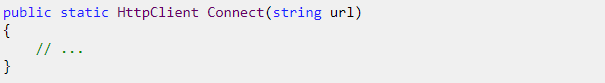 public static HttpClient Connect(string url)
{
    // ...
}